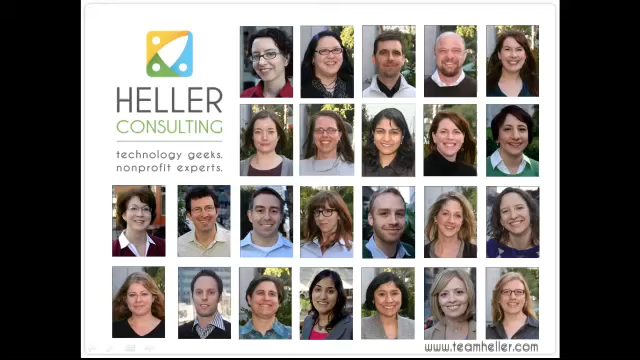 HELLER
CONSULTING
technology geeks.
nonprofit experts.
www.teamheller.com